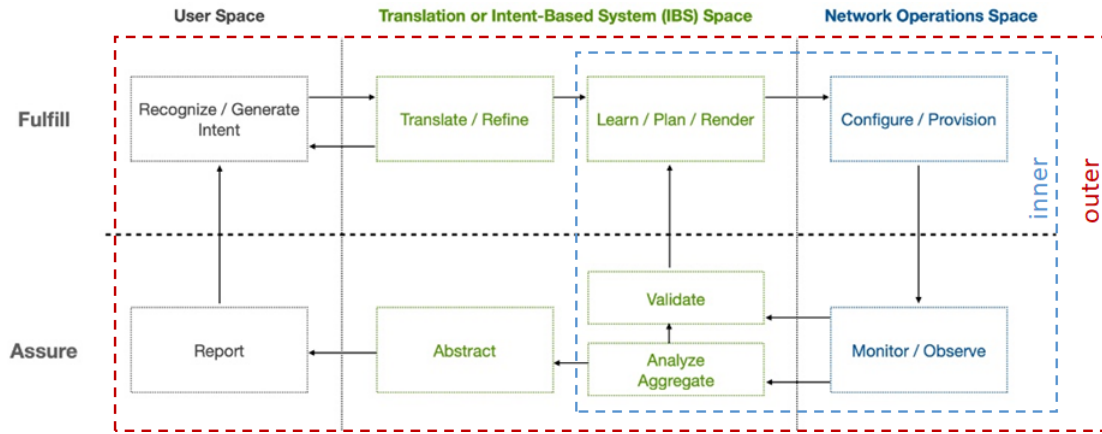 User Space
Translation or Intent-Based System (IBS) Space
Network Operations Space
Fulfill
Recognize / Generate
Intent
Translate / Refine
Learn / Plan / Render
Configure / Provision
inner
outer
Assure
Report
Abstract
Validate
Analyze
Aggregate
Monitor / Observe